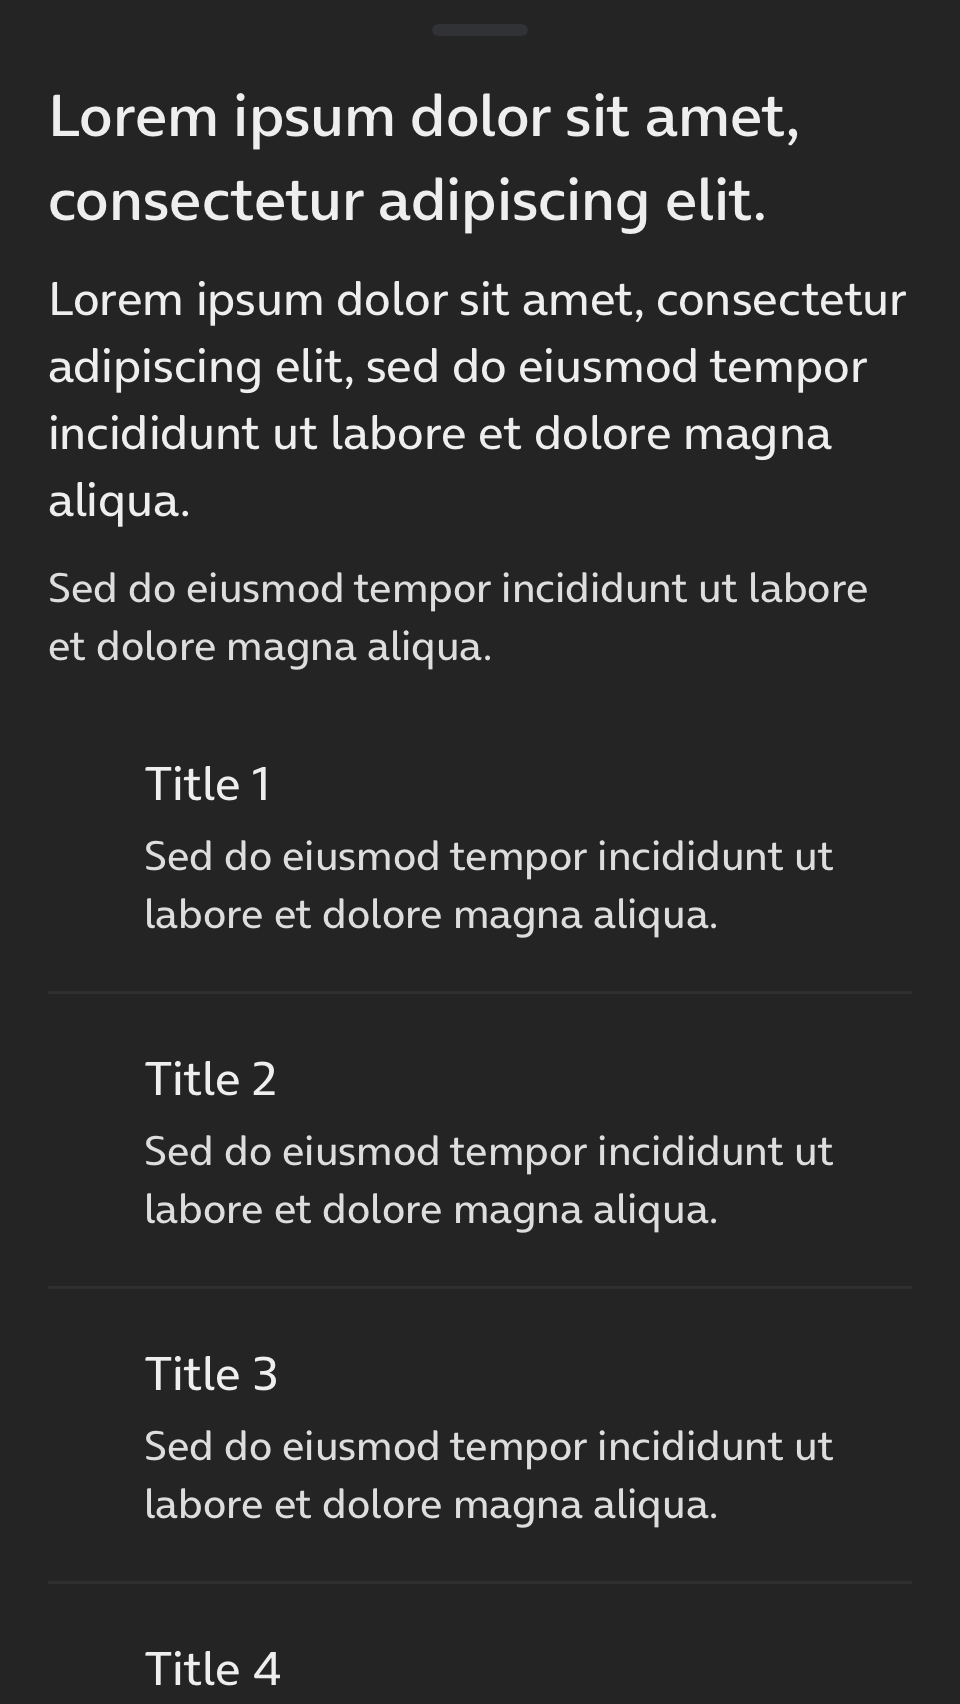 Lorem ipsum dolor sit amet,
consectetur adipiscing elit.
Lorem ipsum dolor sit amet, consectetur
adipiscing elit, sed do eiusmod tempor
incididunt ut labore et dolore magna
aliqua.
Sed do eiusmod tempor incididunt ut labore
et dolore magna aliqua.
Title 1
Sed do eiusmod tempor incididunt ut
labore et dolore magna aliqua.
Title 2
Sed do eiusmod tempor incididunt ut
labore et dolore magna aliqua.
Title 3
Sed do eiusmod tempor incididunt ut
labore et dolore magna aliqua.
Title 4